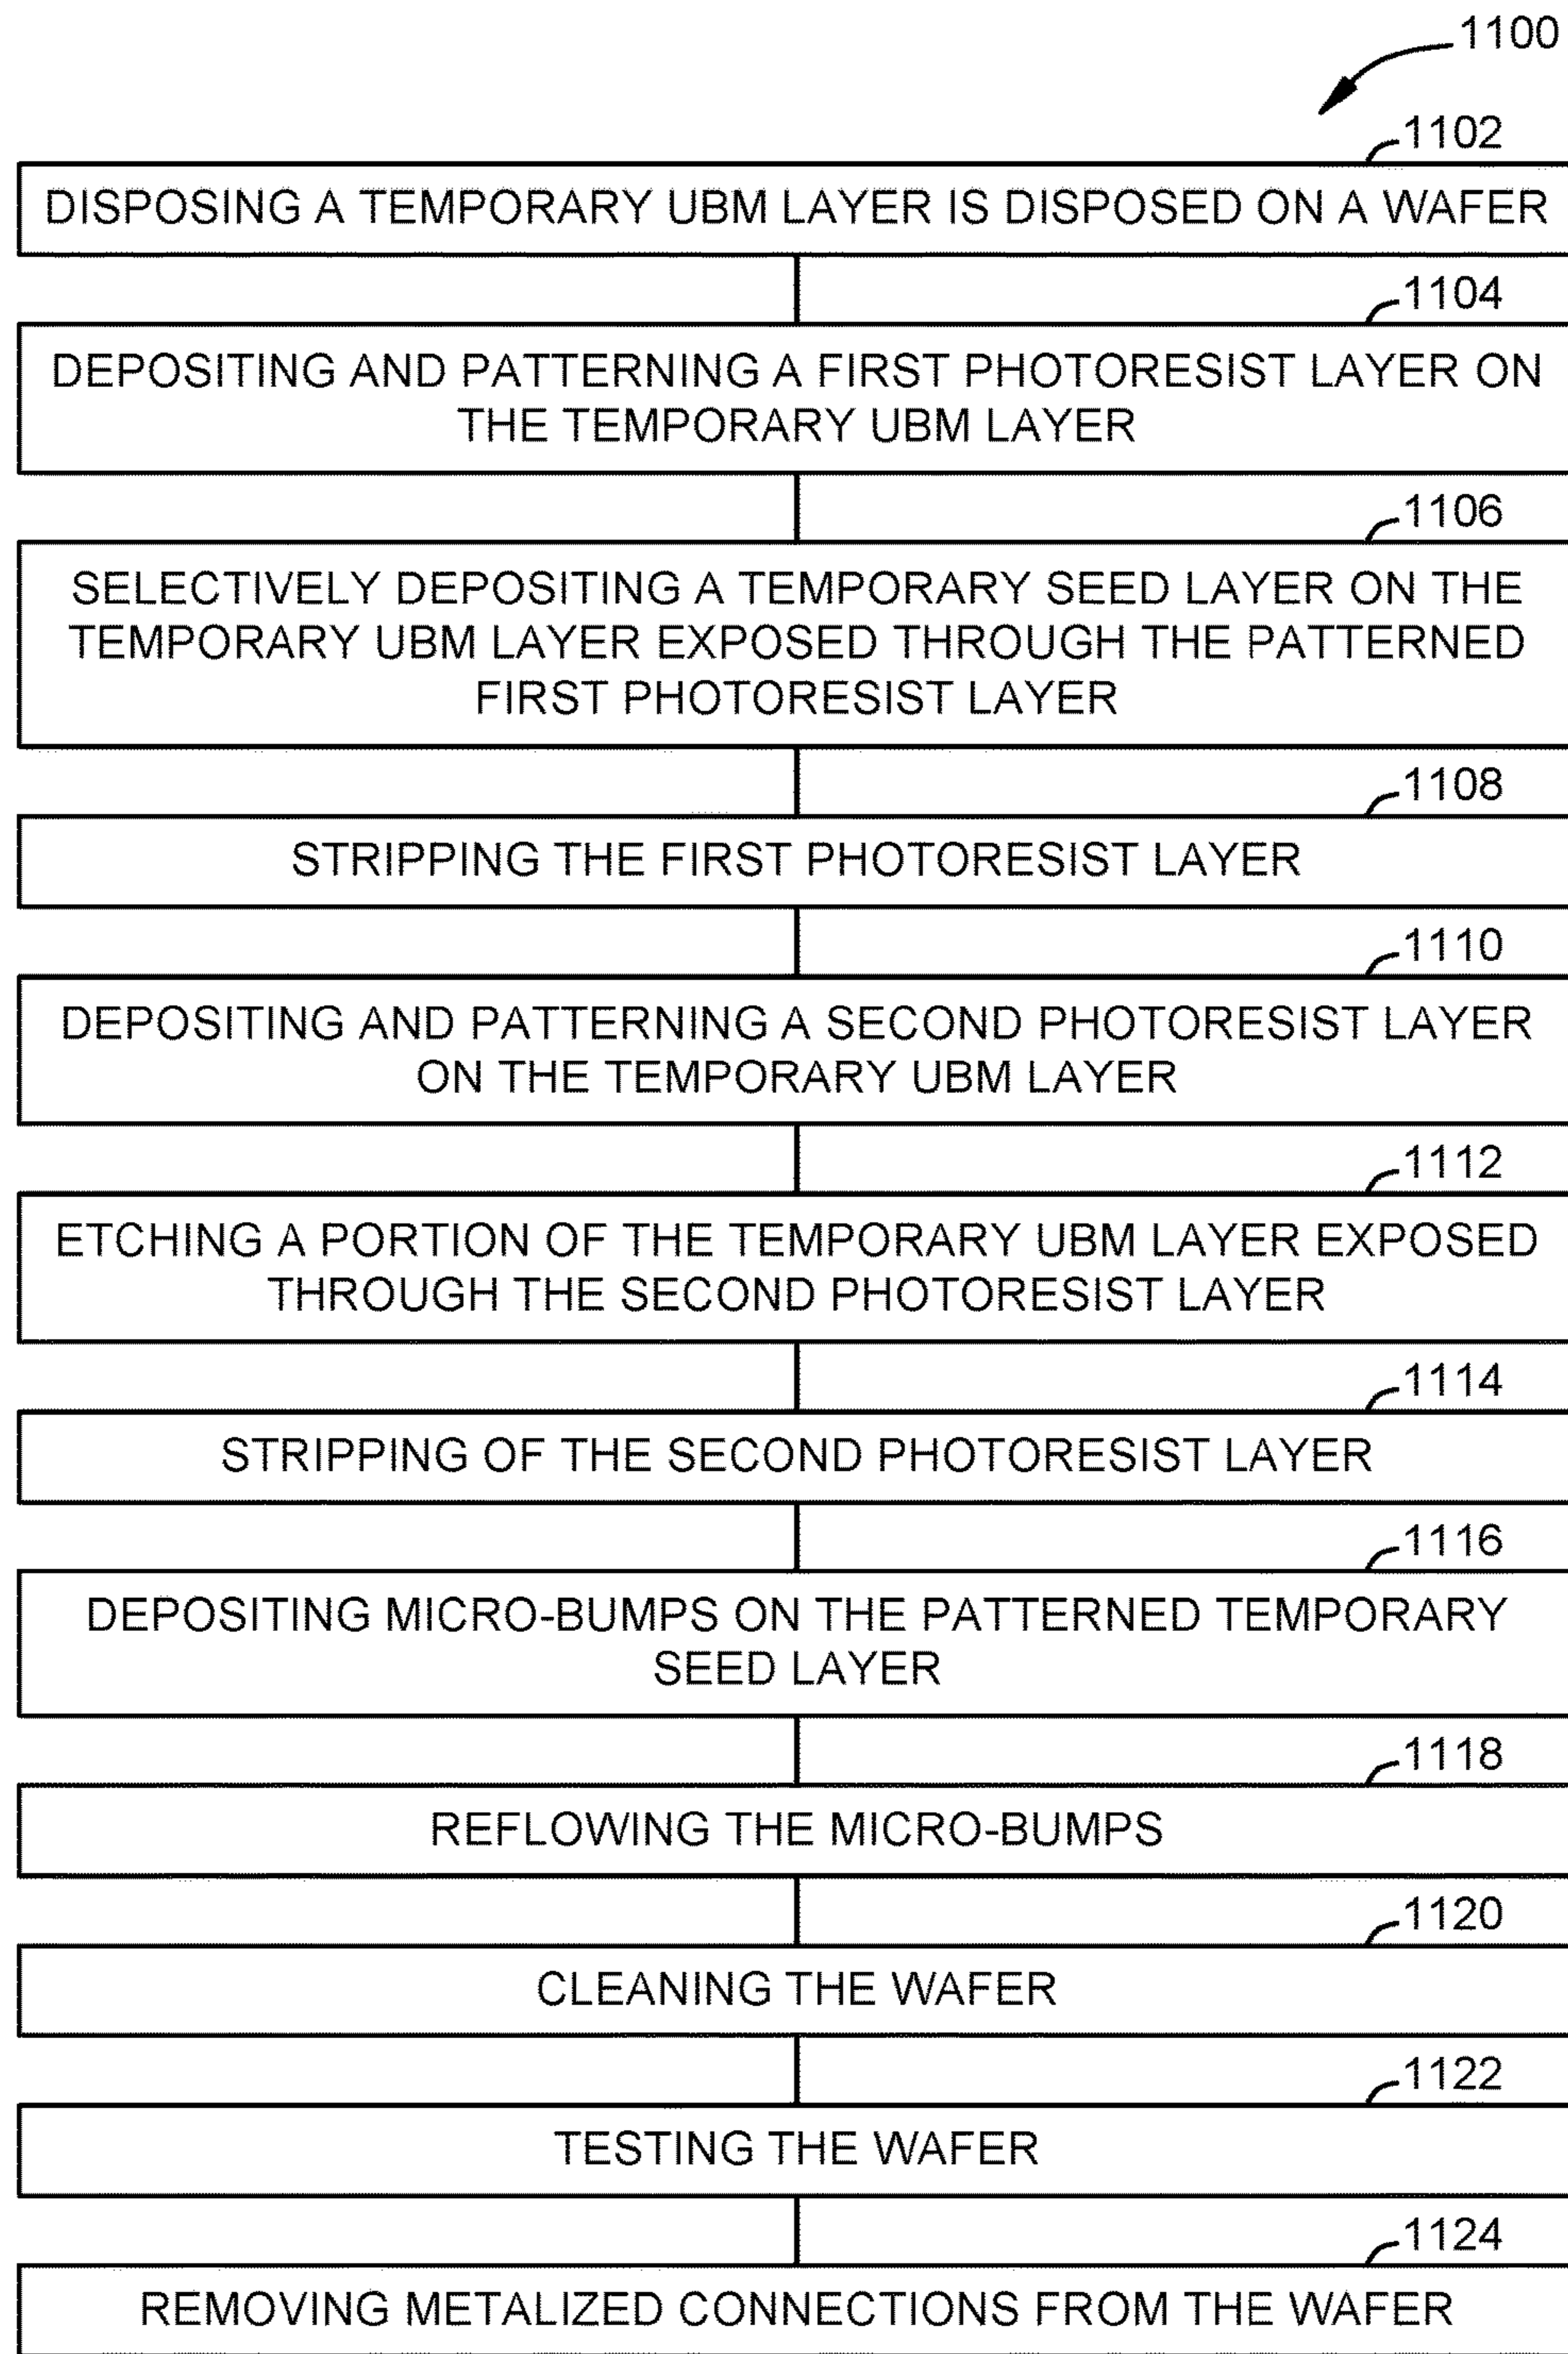 1100
1102
DISPOSING A TEMPORARY UBM LAYER IS DISPOSED ON A WAFER
1104
DEPOSITING AND PATTERNING A FIRST PHOTORESIST LAYER ON
THE TEMPORARY UBM LAYER
1106
SELECTIVELY DEPOSITING A TEMPORARY SEED LAYER ON THE
TEMPORARY UBM LAYER EXPOSED THROUGH THE PATTERNED
FIRST PHOTORESIST LAYER
1108
STRIPPING THE FIRST PHOTORESIST LAYER
1110
DEPOSITING AND PATTERNING A SECOND PHOTORESIST LAYER
ON THE TEMPORARY UBM LAYER
1112
ETCHING A PORTION OF THE TEMPORARY UBM LAYER EXPOSED
THROUGH THE SECOND PHOTORESIST LAYER
1114
STRIPPING OF THE SECOND PHOTORESIST LAYER
1116
DEPOSITING MICRO-BUMPS ON THE PATTERNED TEMPORARY
SEED LAYER
1118
REFLOWING THE MICRO-BUMPS
1120
CLEANING THE WAFER
1122
TESTING THE WAFER
1124
REMOVING METALIZED CONNECTIONS FROM THE WAFER